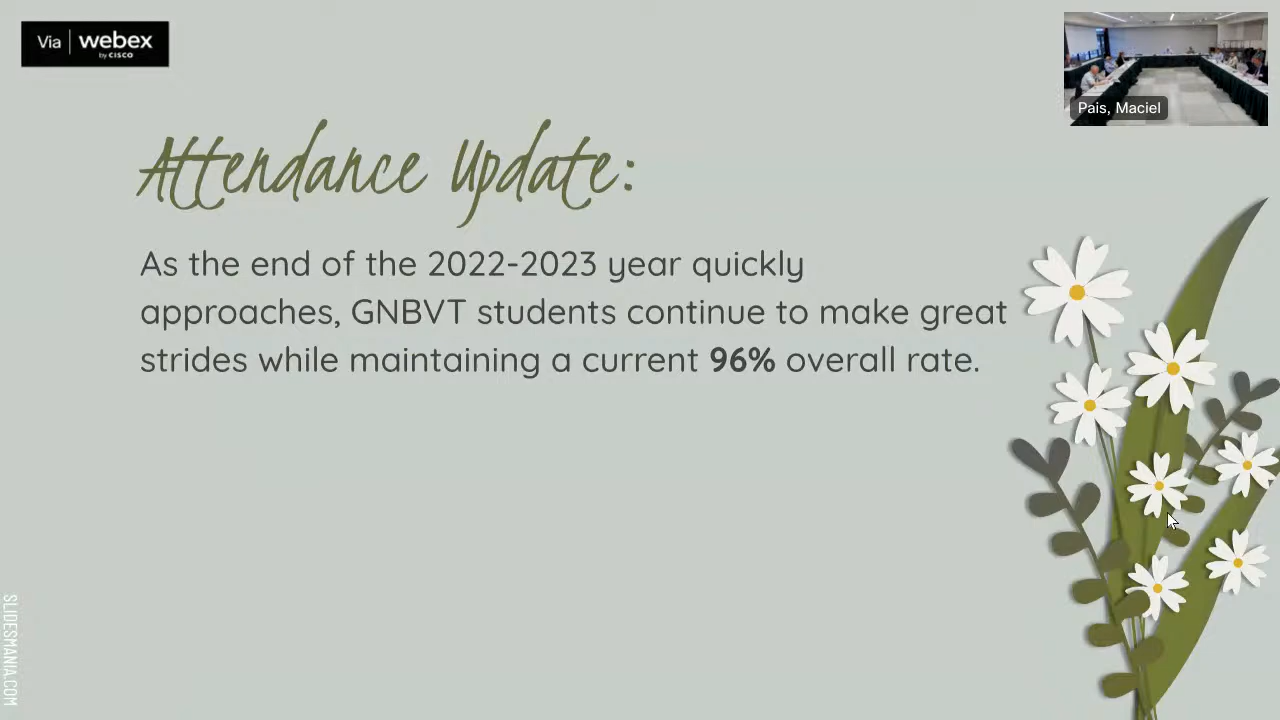 Via webex
by CISCO
Pais, Maciel
Attendance Update:
As the end of the 2022-2023 year quickly
approaches, GNBVT students continue to make great
strides while maintaining a current 96% overall rate.
SLIDESMANIA.COM